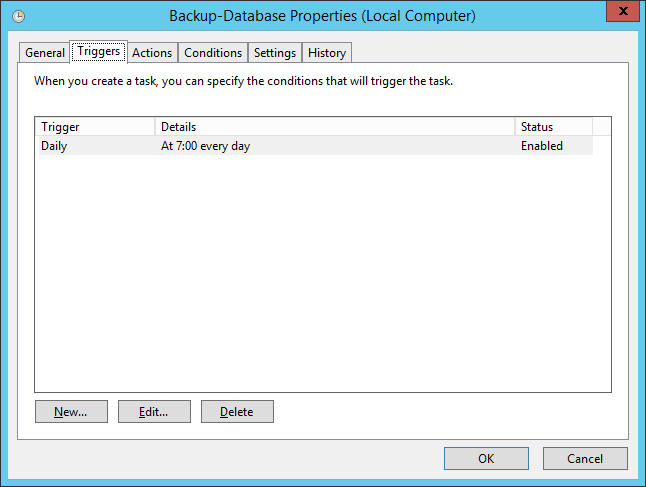 Backup-Database Properties (Local Computer)
x
General Triggers Actions Conditions Settings History
When you create a task, you can specify the conditions that will trigger the task.
Trigger Details Status
Daily At 7:00 every day Enabled
New... Edit... Delete
OK Cancel